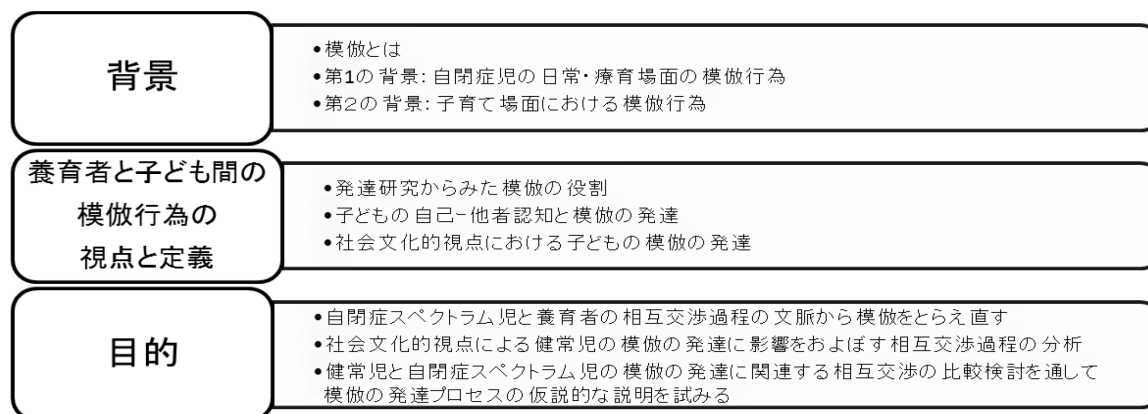 背景
•模倣とは
•第1の背景：自閉症児の日常・療育場面の模倣行為
•第2の背景：子育て場面における模倣行為
養育者と子ども間の
模倣行為の
視点と定義
•発達研究からみた模倣の役割
•子どもの自己-他者認知と模倣の発達
•社会文化的視点における子どもの模倣の発達
目的
•自閉症スペクトラム児と養育者の相互交渉過程の文脈から模倣をとらえ直す
•社会文化的視点による健常児の模倣の発達に影響をおよぼす相互交渉過程の分析
•健常児と自閉症スペクトラム児の模倣の発達に関連する相互交渉の比較検討を通して
模倣の発達プロセスの仮説的な説明を試みる